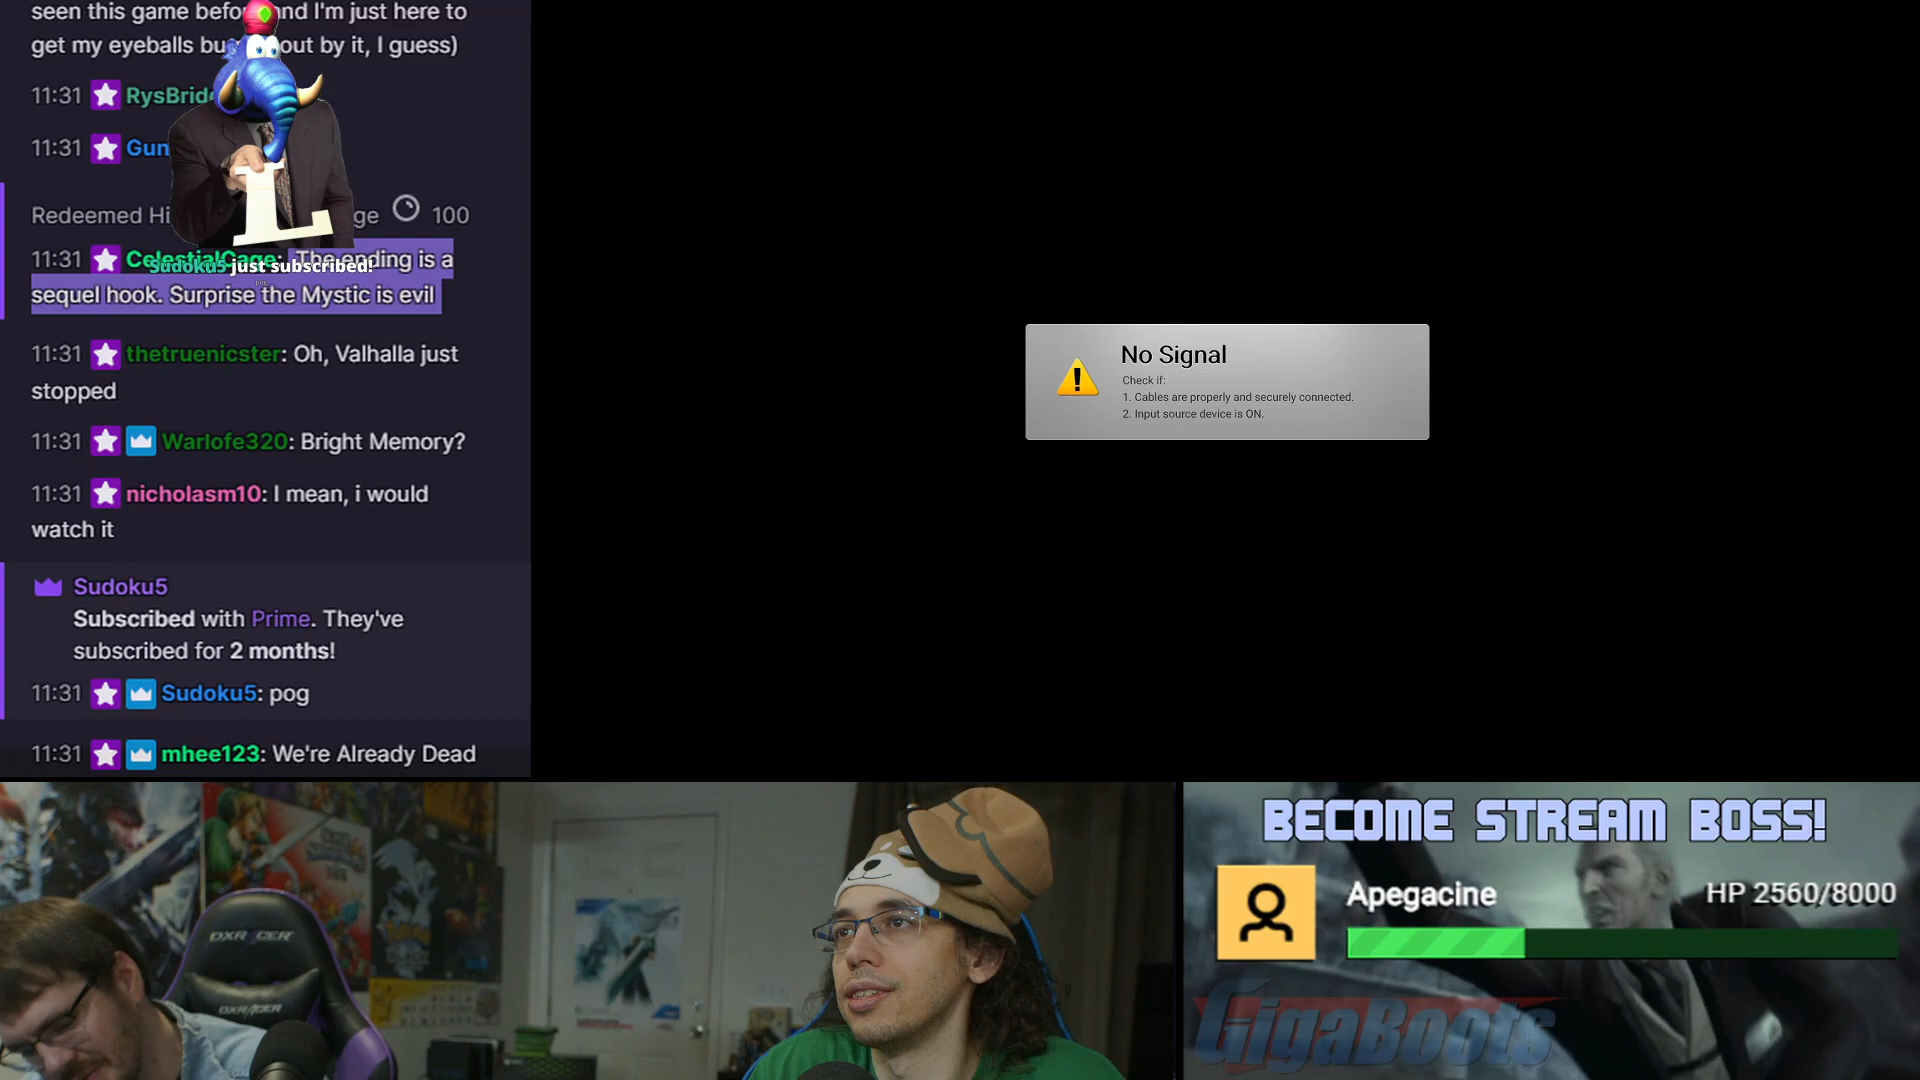 seen this game befo nd I'm just here to
get my eyeballs bu out by it, I guess)
11:31 RysBrid
11:31 Gun
Redeemed Hi ge 100
11:31 CelestialCage: The ending is a
sequel hook. Surprise the Mystic is evil
Sudoku5 just subscribed!
pog
11:31 thetruenicster: Oh, Valhalla just
stopped
11:31 Warlofe320: Bright Memory?
11:31 nicholasm10: I mean, i would
watch it
Sudoku5
Subscribed with Prime. They've
subscribed for 2 months!
11:31 Sudoku5: pog
11:31 mhee123: We're Already Dead
No Signal
Check if:
1. Cables are properly and securely connected.
2. Input source device is ON.
DXRACER
DXRACER
BECOME STREAM BOSS!
Apegacine HP 2560/8000
GigaBoots